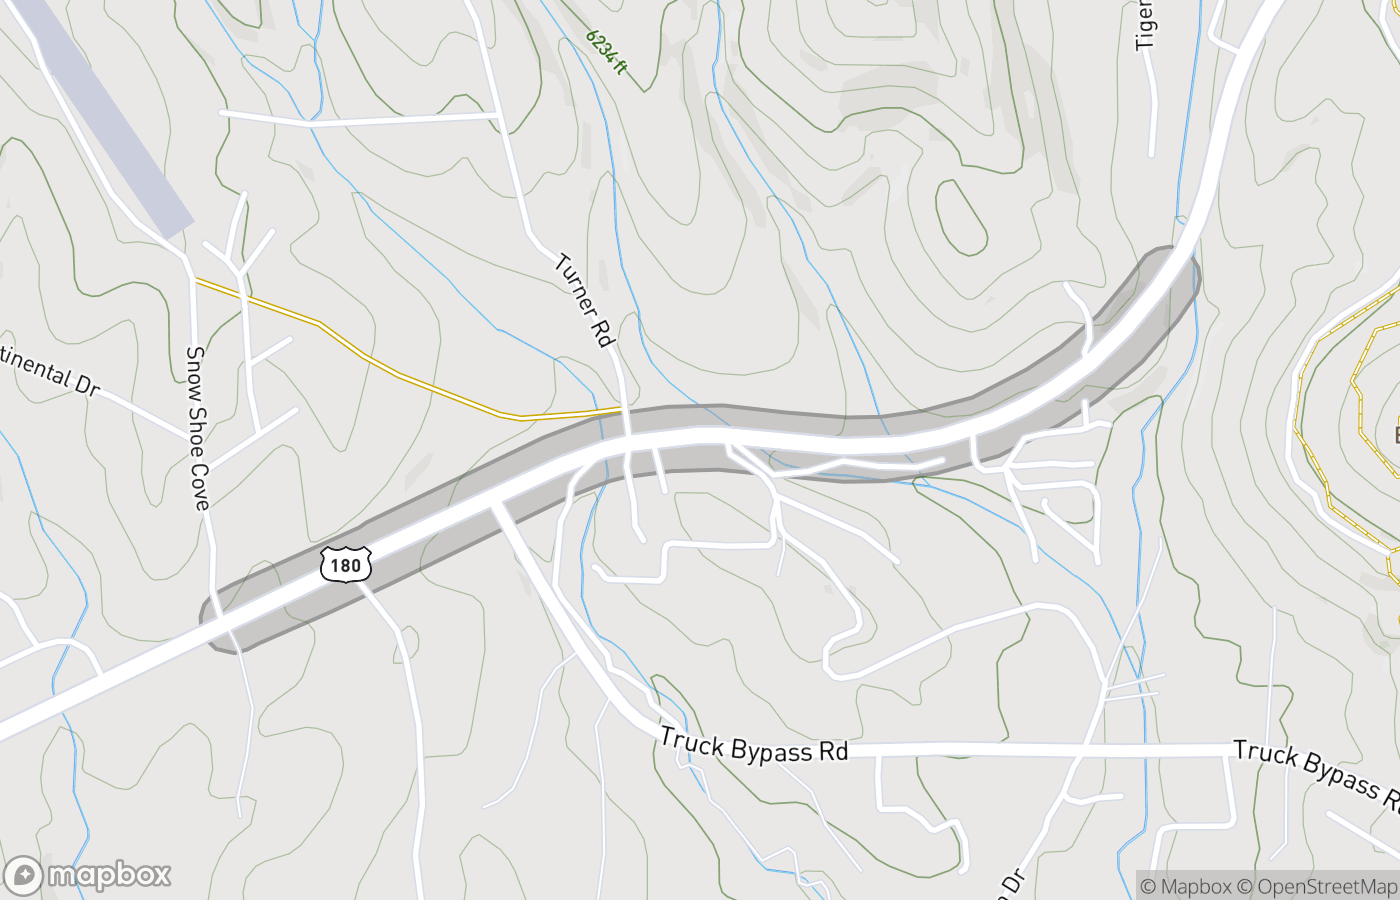 6234 ft
Tiger
Turner Rd
tinental Dr
Snow Shoe Cove
180
Truck Bypass Rd
Truck Bypass R
Dr
mapbox
© Mapbox © OpenStreetMap